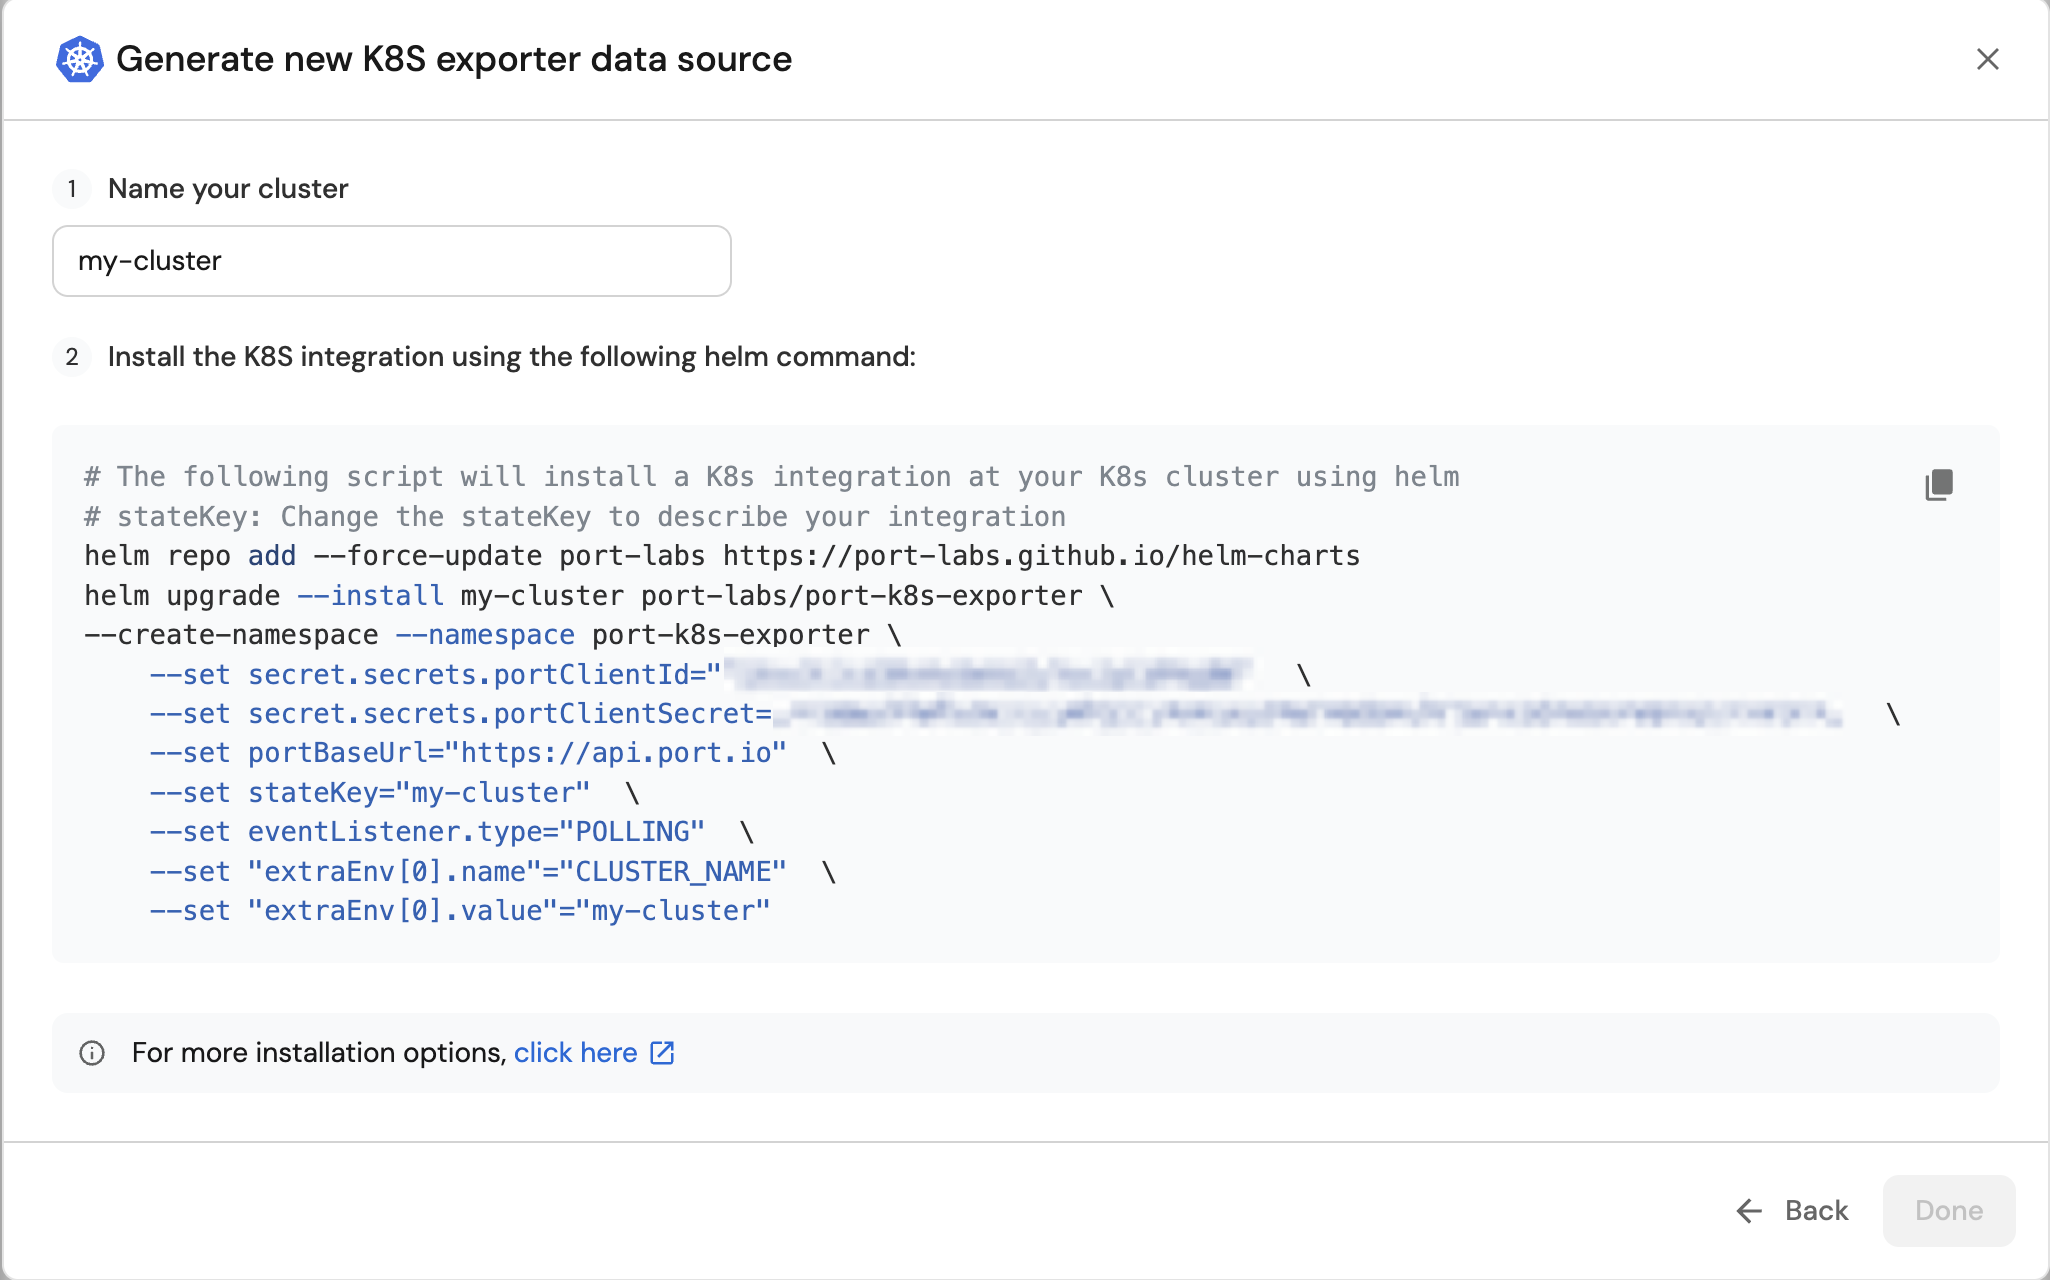 Generate new K8S exporter data source
1 Name your cluster
my-cluster
2 Install the K8S integration using the following helm command:
# The following script will install a K8s integration at your K8s cluster using helm
# stateKey: Change the stateKey to describe your integration
helm repo add --force-update port-labs https://port-labs.github.io/helm-charts
helm upgrade --install my-cluster port-labs/port-k8s-exporter \
--create-namespace --namespace port-k8s-exporter \
--set secret.secrets.portClientId=" \
--set secret.secrets.portClientSecret= \
--set portBaseUrl="https://api.port.io" \
--set stateKey="my-cluster" \
--set eventListener.type="POLLING" \
--set "extraEnv[0].name"="CLUSTER_NAME" \
--set "extraEnv[0].value"="my-cluster"
For more installation options, click here
Back
Done